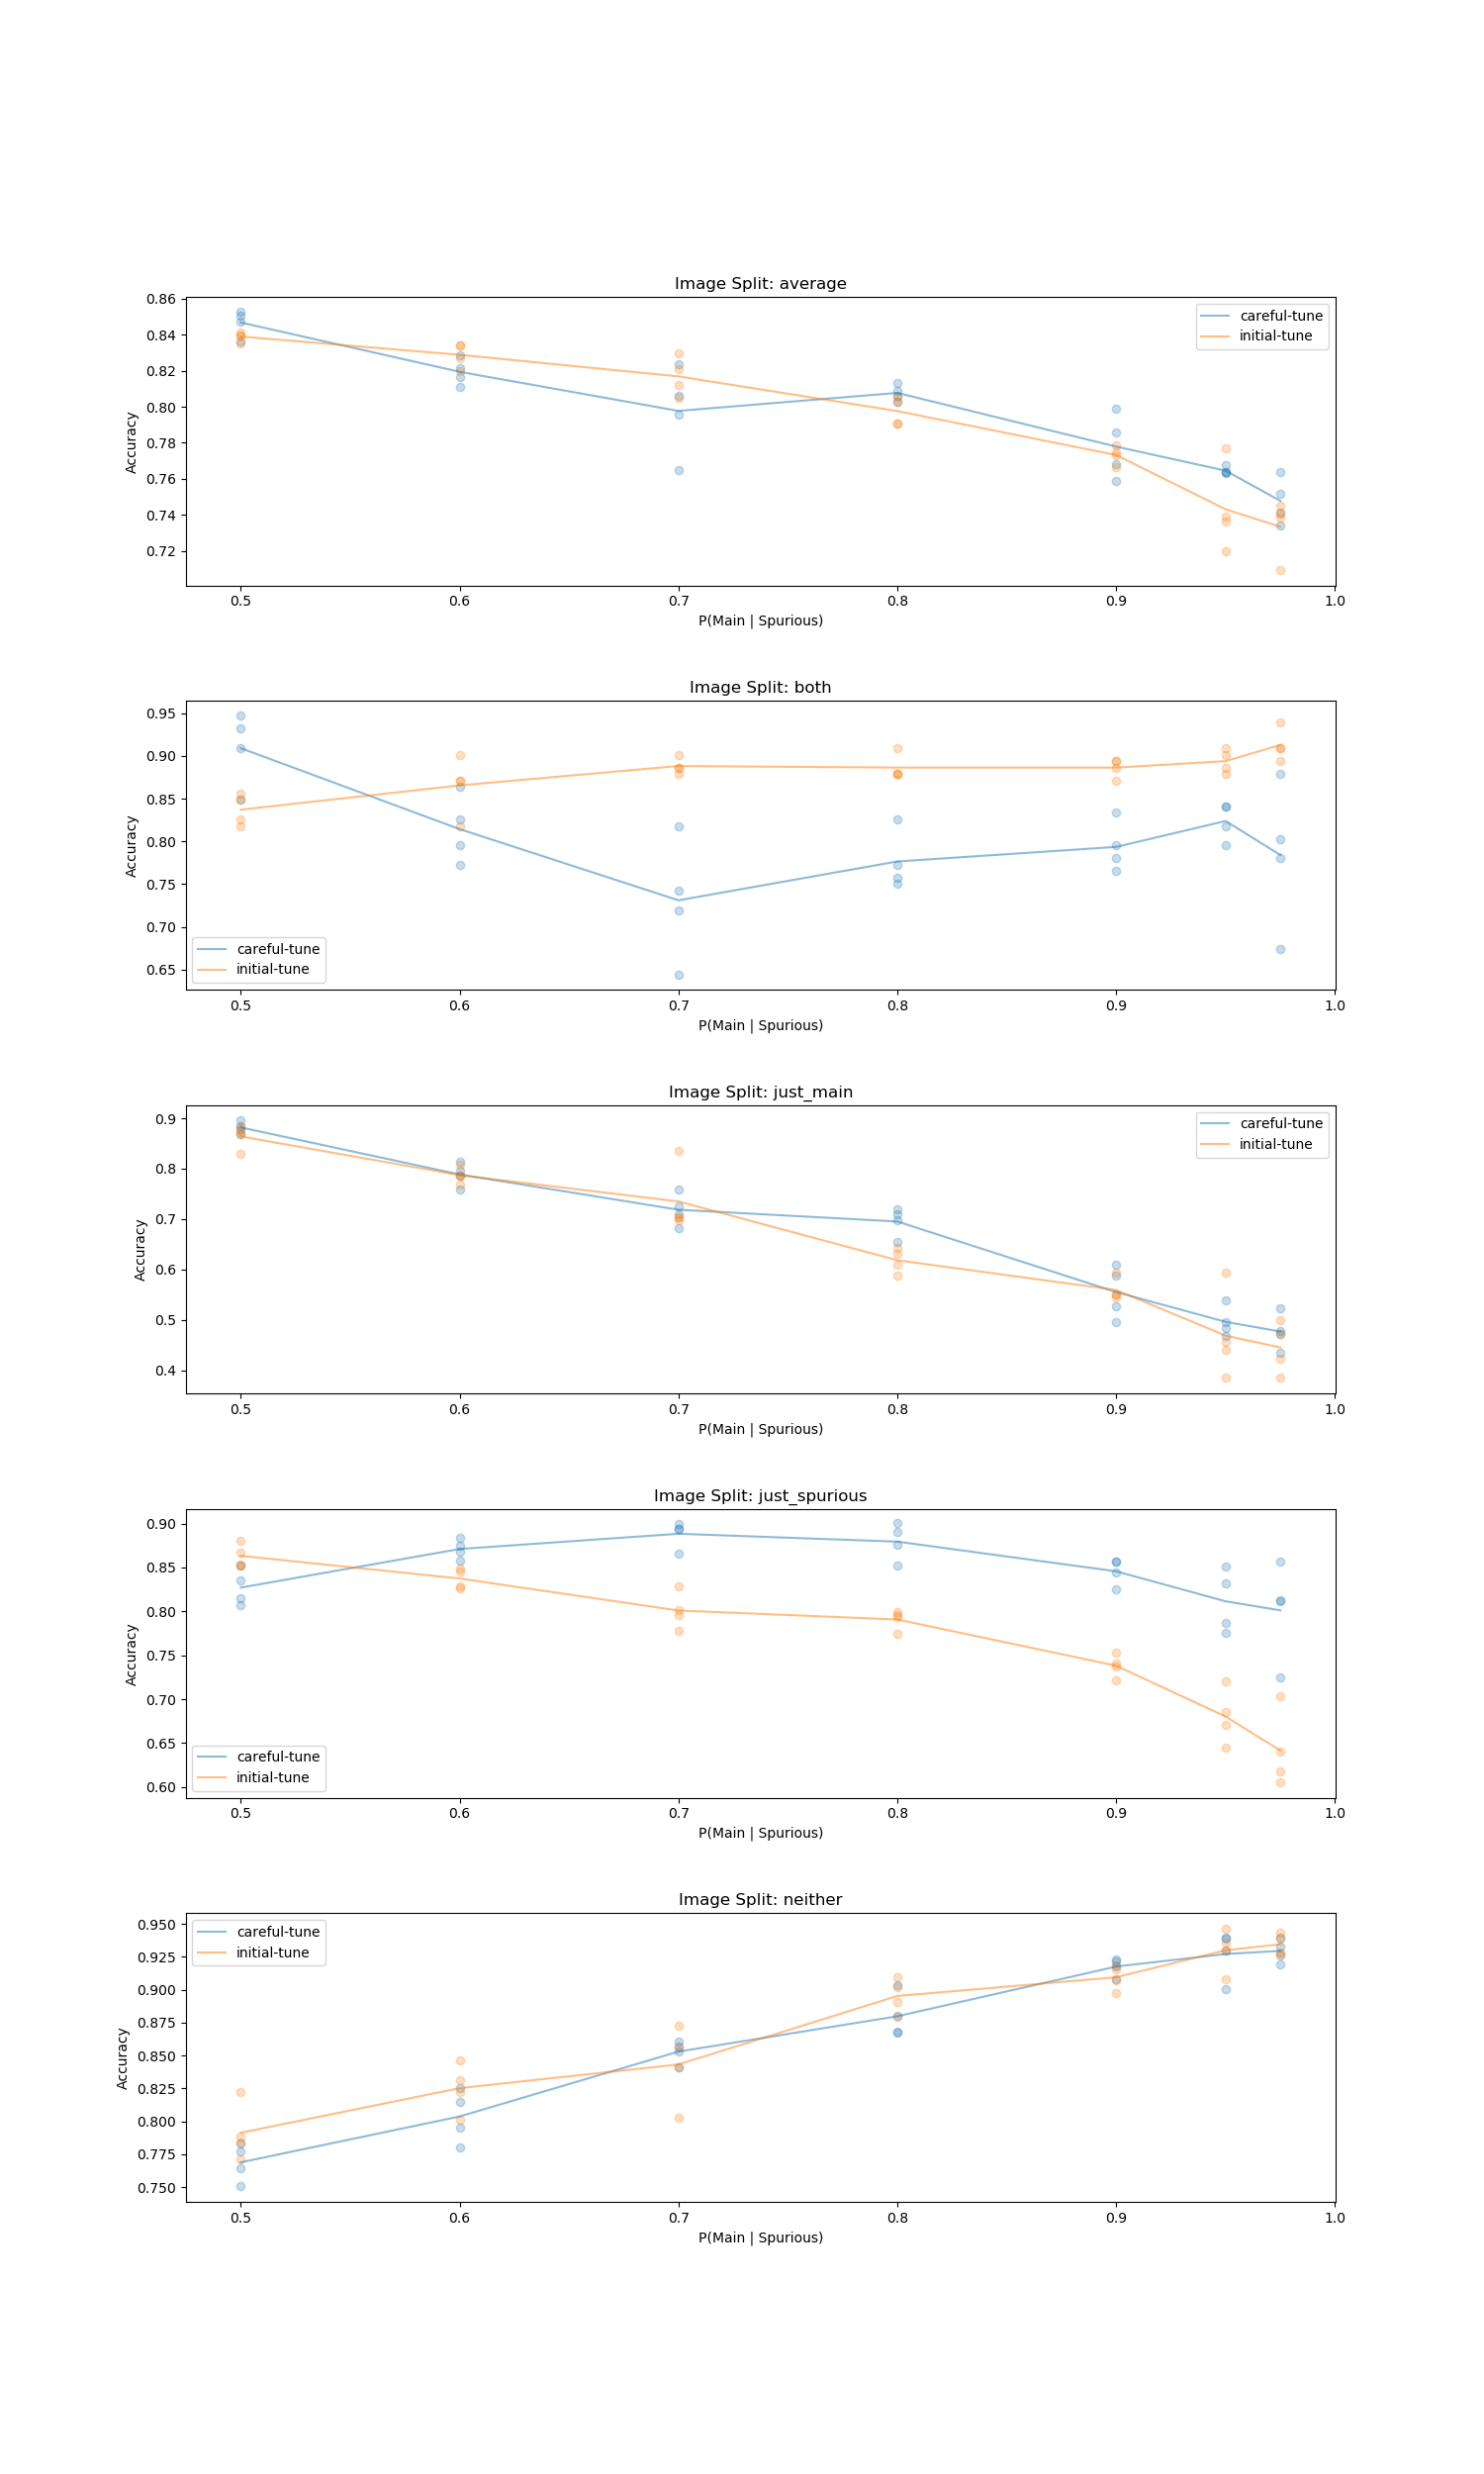 Image Split: average
0.86
0.84
0.82
0.80
0.78
0.76
0.74
0.72
Accuracy
careful-tune
initial-tune
0.5 0.6 0.7 0.8 0.9 1.0
P(Main | Spurious)
Image Split: both
0.95
0.90
0.85
0.80
0.75
0.70
0.65
Accuracy
careful-tune
initial-tune
0.5 0.6 0.7 0.8 0.9 1.0
P(Main | Spurious)
Image Split: just_main
0.9
0.8
0.7
0.6
0.5
0.4
Accuracy
careful-tune
initial-tune
0.5 0.6 0.7 0.8 0.9 1.0
P(Main | Spurious)
Image Split: just_spurious
0.90
0.85
0.80
0.75
0.70
0.65
0.60
Accuracy
careful-tune
initial-tune
0.5 0.6 0.7 0.8 0.9 1.0
P(Main | Spurious)
Image Split: neither
0.950
0.925
0.900
0.875
0.850
0.825
0.800
0.775
0.750
Accuracy
careful-tune
initial-tune
0.5 0.6 0.7 0.8 0.9 1.0
P(Main | Spurious)